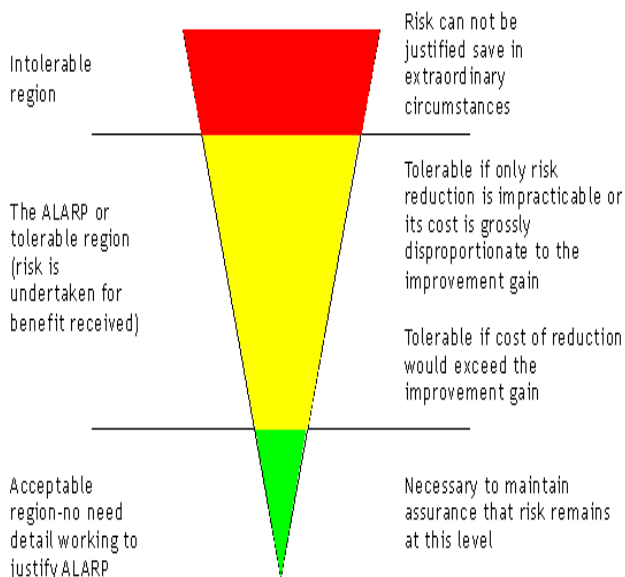 Intolerable
region
Risk can not be
justified save in
extraordinary
circumstances
The ALARP or
tolerable region
(risk is
undertaken for
benefit received)
Tolerable if only risk
reduction is impracticable or
its cost is grossly
disproportionate to the
improvement gain
Tolerable if cost of reduction
would exceed the
improvement gain
Acceptable
region-no need
detail working to
justify ALARP
Necessary to maintain
assurance that risk remains
at this level